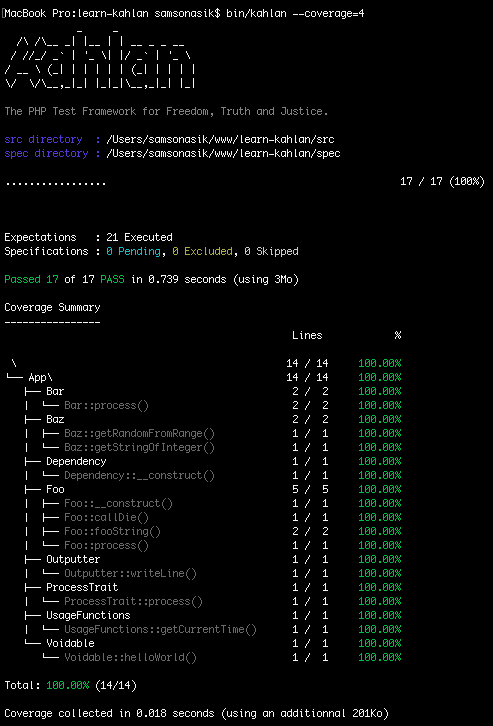 [MacBook Pro:learn-kahlan samsonasik$ bin/kahlan --coverage=4
The PHP Test Framework for Freedom, Truth and Justice.
src directory  : /Users/samsonasik/www/learn-kahlan/src
spec directory : /Users/samsonasik/www/learn-kahlan/spec
................. 17 / 17 (100%)
Expectations   : 21 Executed
Specifications : 0 Pending, 0 Excluded, 0 Skipped
Passed 17 of 17 PASS in 0.739 seconds (using 3Mo)
Coverage Summary
----------------
Lines %
\ 14 / 14 100.00%
└── App\ 14 / 14 100.00%
├── Bar 2 / 2 100.00%
│ └── Bar::process() 2 / 2 100.00%
├── Baz 2 / 2 100.00%
│ ├── Baz::getRandomFromRange() 1 / 1 100.00%
│ └── Baz::getStringOfInteger() 1 / 1 100.00%
├── Dependency 1 / 1 100.00%
│ └── Dependency::__construct() 1 / 1 100.00%
├── Foo 5 / 5 100.00%
│ ├── Foo::__construct() 1 / 1 100.00%
│ ├── Foo::callDie() 1 / 1 100.00%
│ ├── Foo::fooString() 2 / 2 100.00%
│ └── Foo::process() 1 / 1 100.00%
├── Outputter 1 / 1 100.00%
│ └── Outputter::writeLine() 1 / 1 100.00%
├── ProcessTrait 1 / 1 100.00%
│ └── ProcessTrait::process() 1 / 1 100.00%
├── UsageFunctions 1 / 1 100.00%
│ └── UsageFunctions::getCurrentTime() 1 / 1 100.00%
└── Voidable 1 / 1 100.00%
└── Voidable::helloWorld() 1 / 1 100.00%
Total: 100.00% (14/14)
Coverage collected in 0.018 seconds (using an additionnal 201Ko)